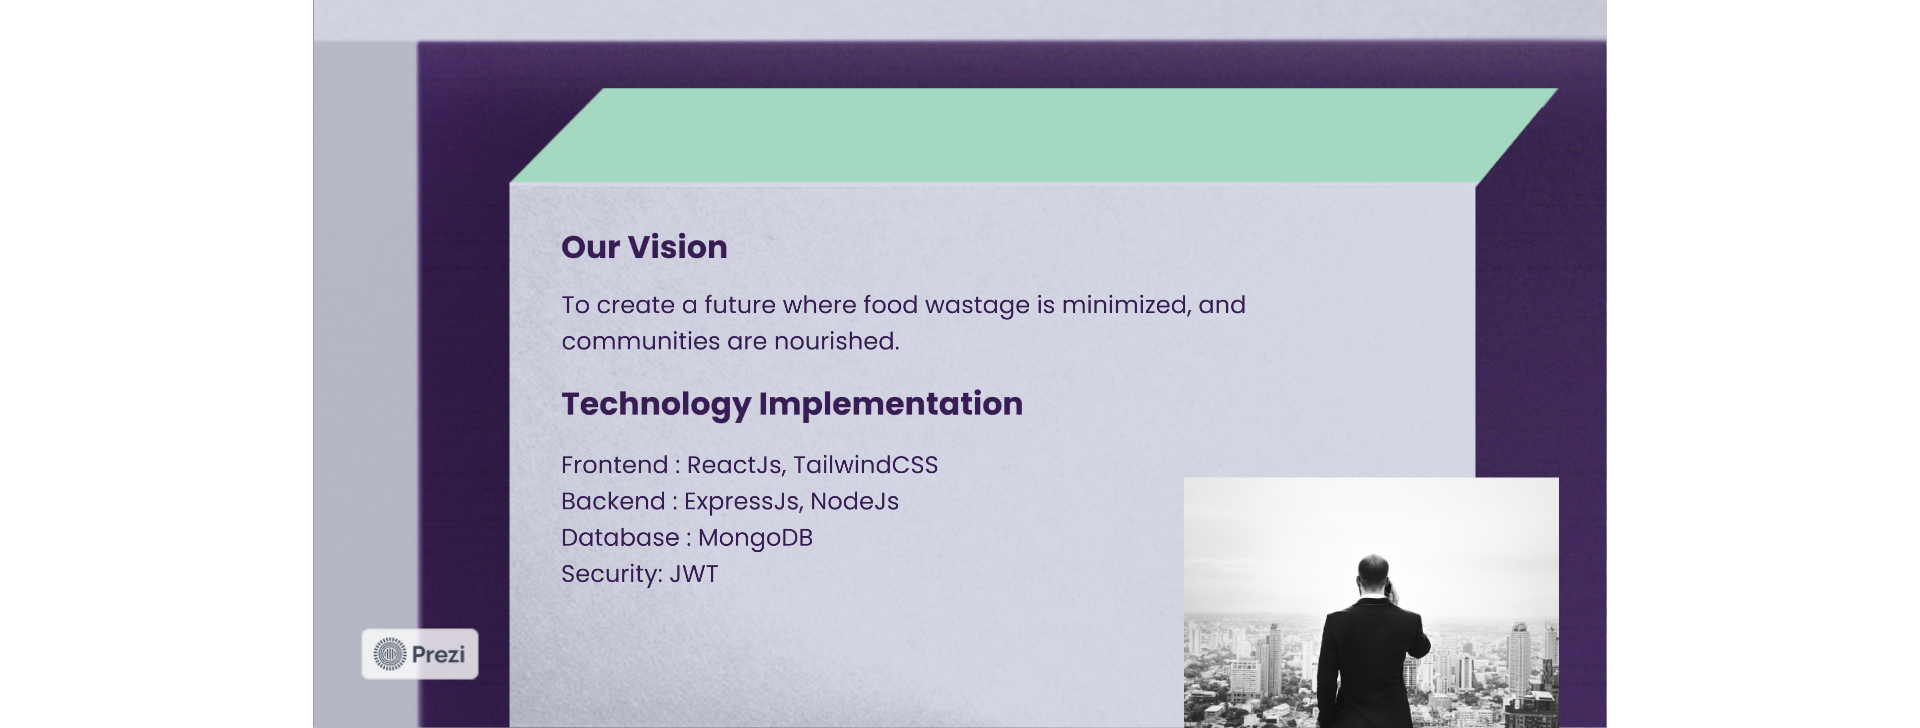 Our Vision
To create a future where food wastage is minimized, and
communities are nourished.
Technology Implementation
Frontend : ReactJs, TailwindCSS
Backend : ExpressJs, NodeJs
Database : MongoDB
Security: JWT
Prezi